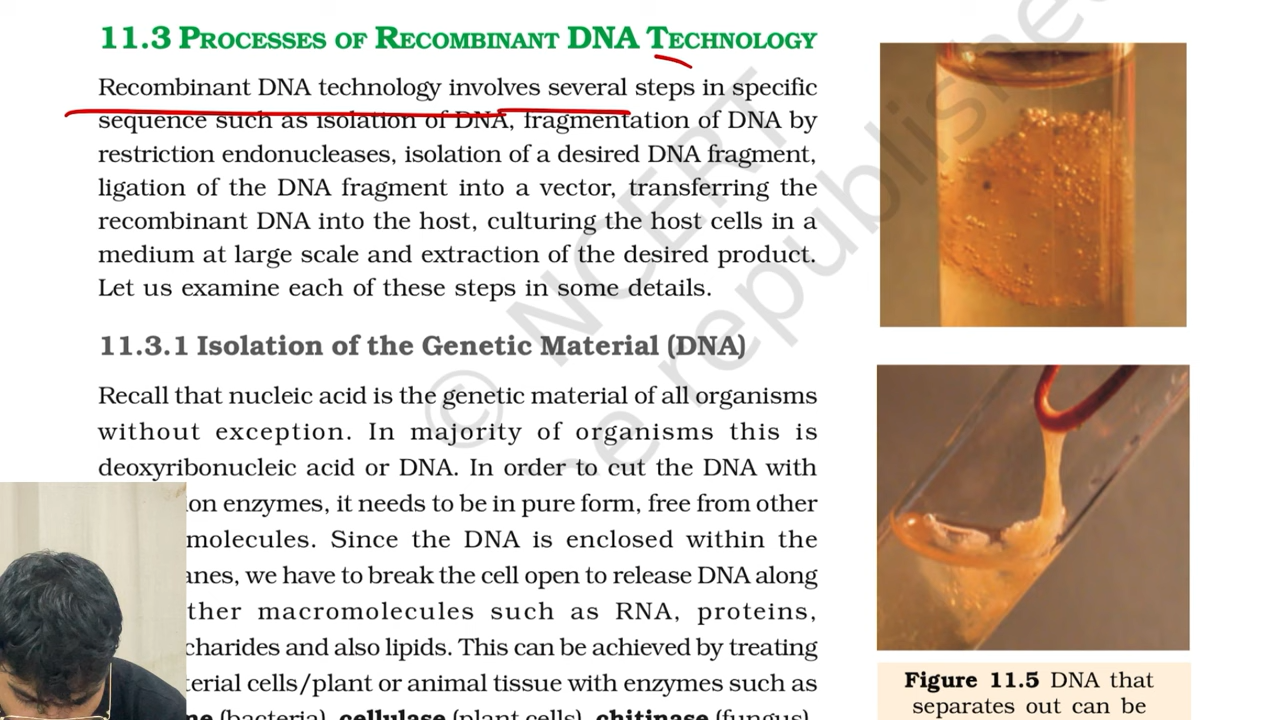 11.3 PROCESSES OF RECOMBINANT DNA TECHNOLOGY
Recombinant DNA technology involves several steps in specific
sequence such as isolation of DNA, fragmentation of DNA by
restriction endonucleases, isolation of a desired DNA fragment,
ligation of the DNA fragment into a vector, transferring the
recombinant DNA into the host, culturing the host cells in a
medium at large scale and extraction of the desired product.
Let us examine each of these steps in some details.
11.3.1 Isolation of the Genetic Material (DNA)
Recall that nucleic acid is the genetic material of all organisms
without exception. In majority of organisms this is
deoxyribonucleic acid or DNA. In order to cut the DNA with
on enzymes, it needs to be in pure form, free from other
molecules. Since the DNA is enclosed within the
anes, we have to break the cell open to release DNA along
ther macromolecules such as RNA, proteins,
charides and also lipids. This can be achieved by treating
terial cells/plant or animal tissue with enzymes such as
me (bacteria), cellulase (plant cells), chitinase (fungus).
Figure 11.5 DNA that
separates out can be
© NCERT
e republishe